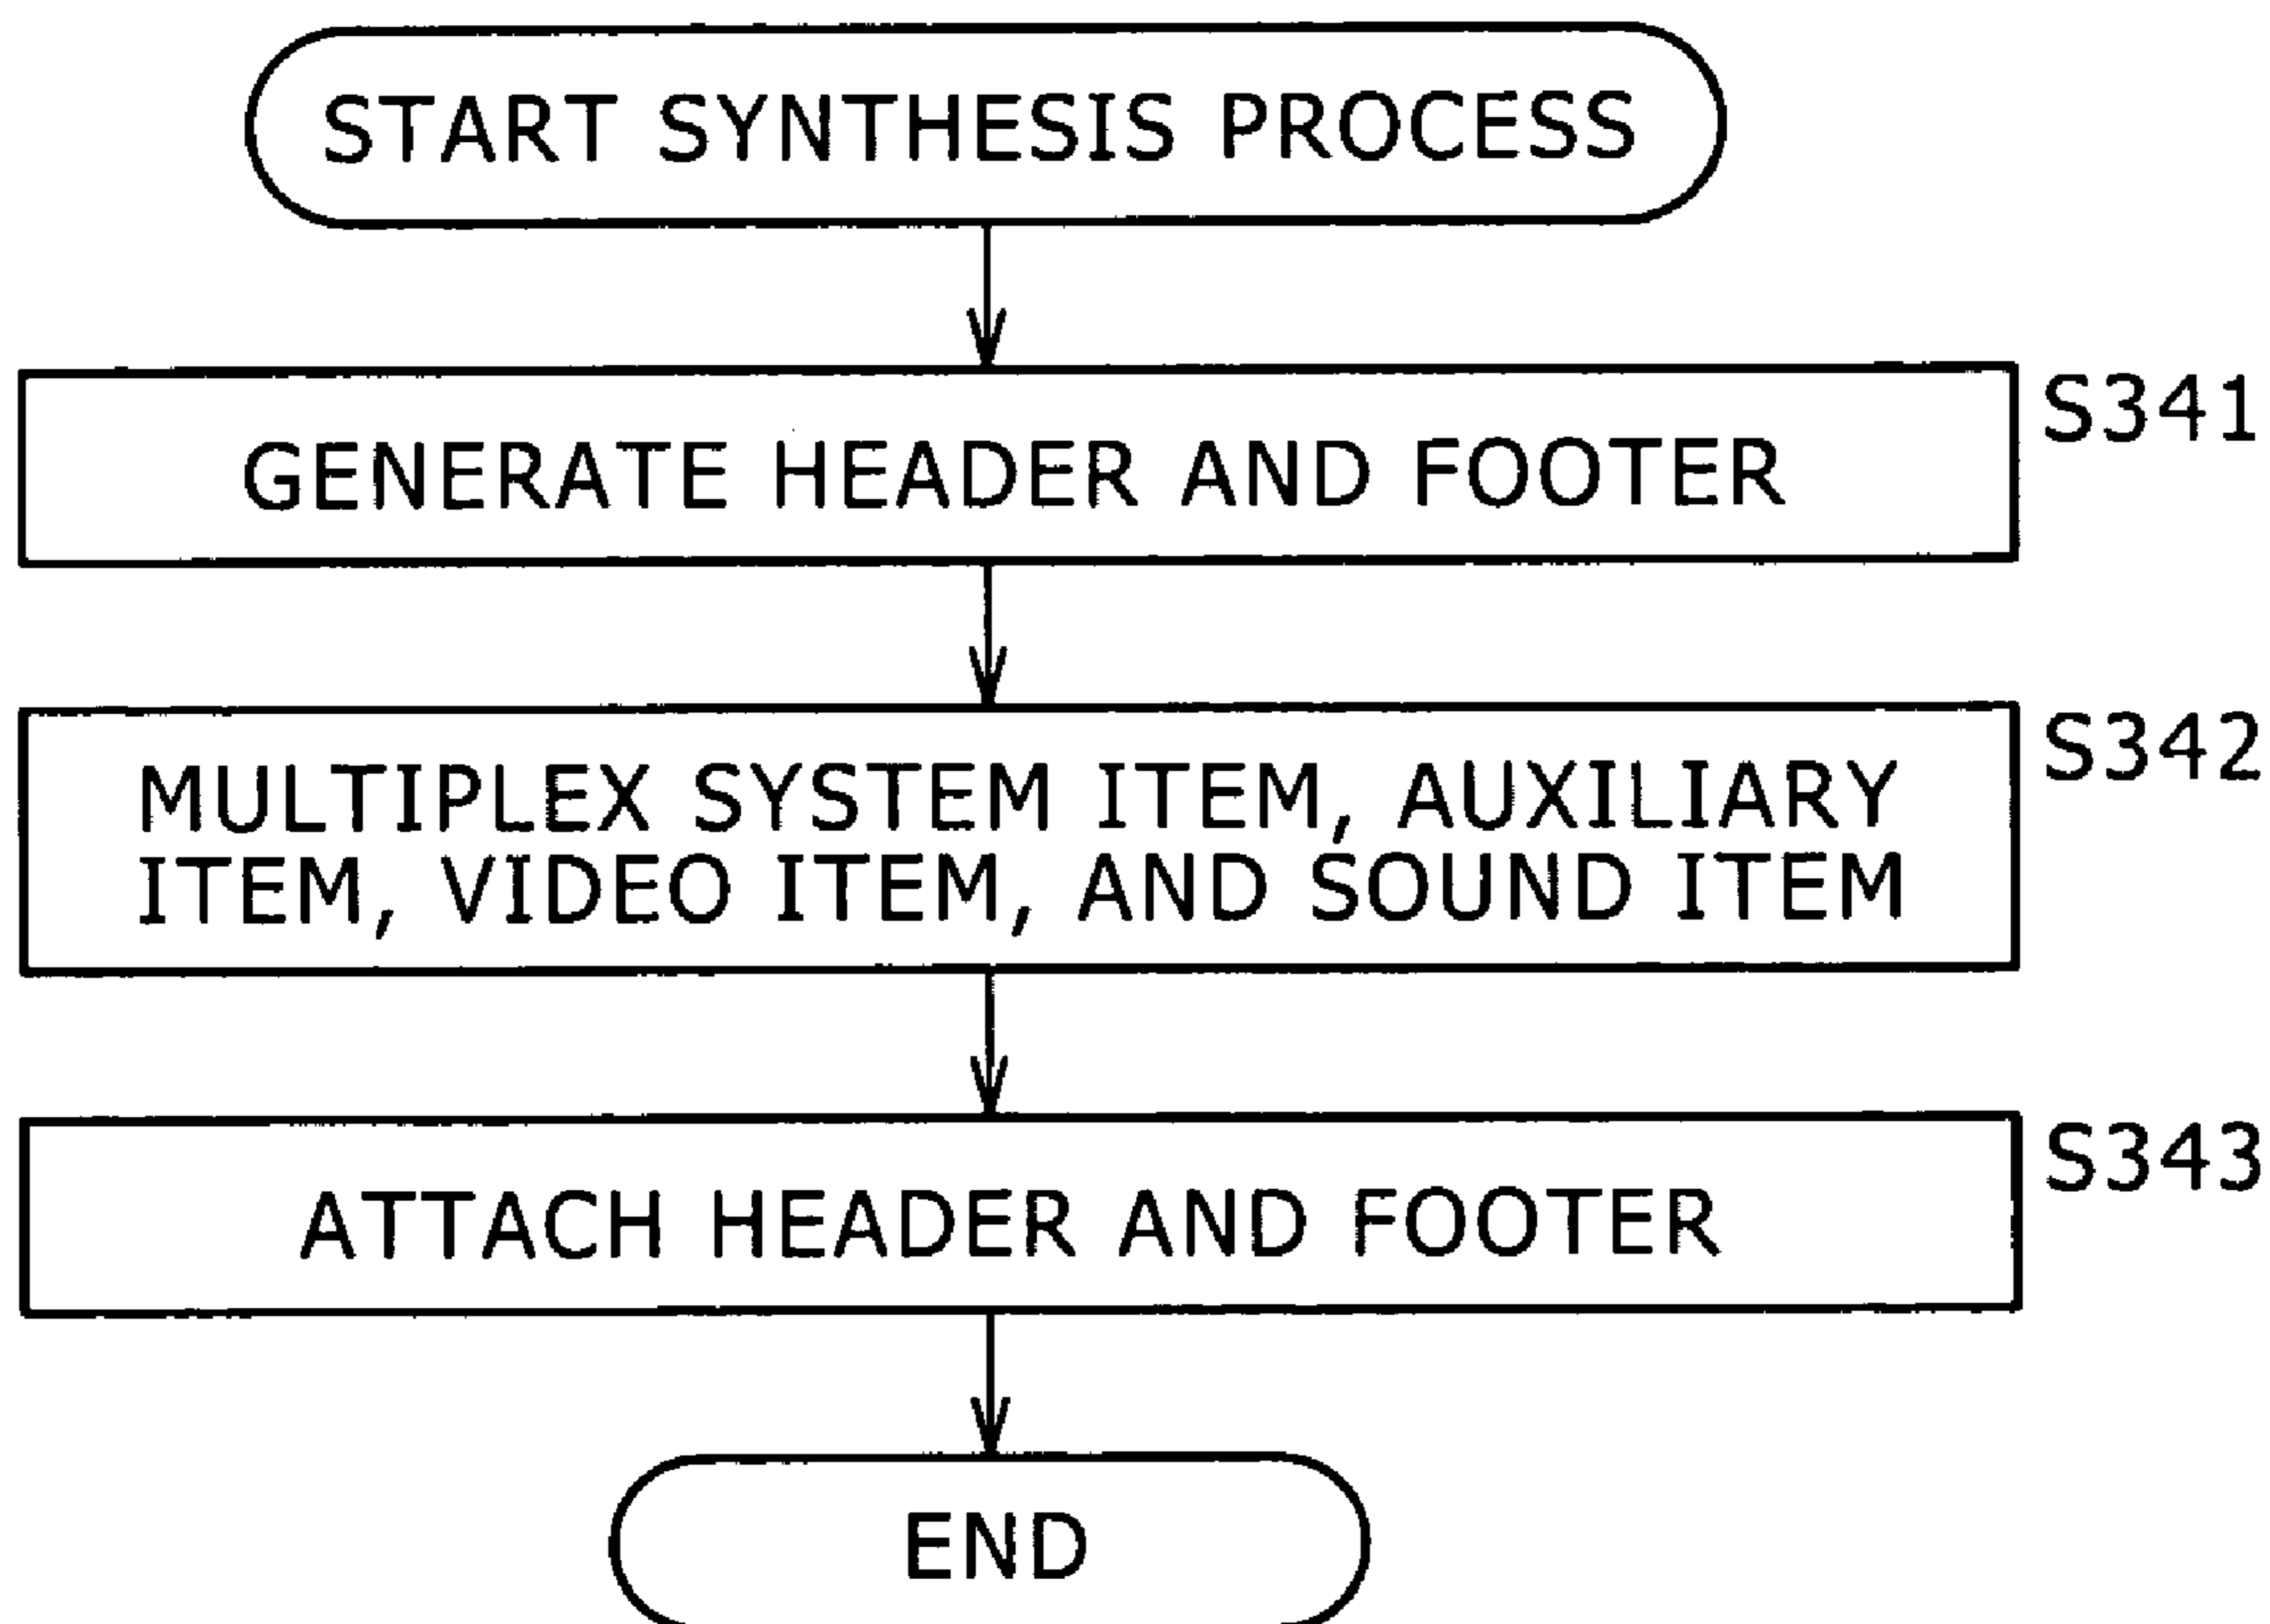 START SYNTHESIS PROCESS
S341
GENERATE HEADER AND FOOTER
S342
MULTIPLEX SYSTEM ITEM, AUXILIARY
ITEM, VIDEO ITEM, AND SOUND ITEM
S343
ATTACH HEADER AND FOOTER
END